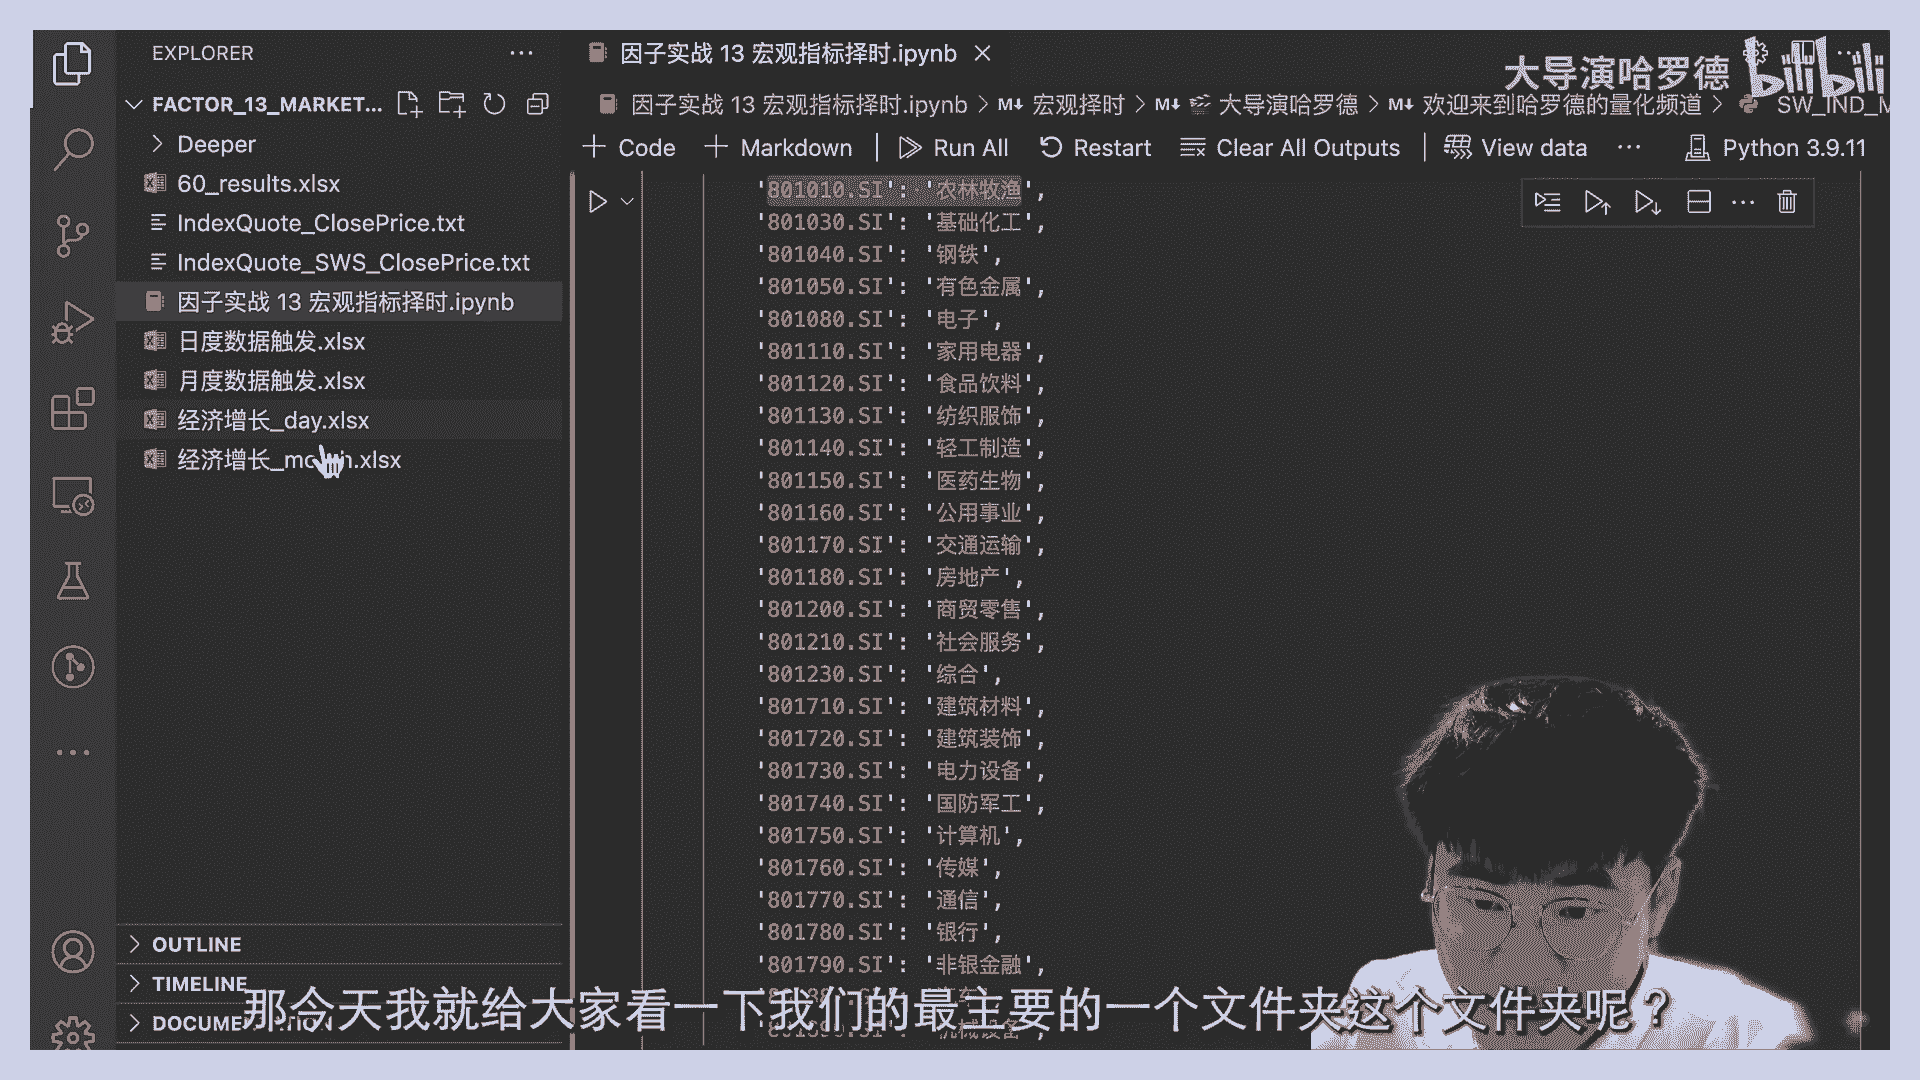 EXPLORER
因子实战 13 宏观指标择时.ipynb
大导演哈罗德
bilibili
FACTOR_13_MARKET...
因子实战 13 宏观指标择时.ipynb > M↓ 宏观择时 > M↓ 大导演哈罗德 > M↓ 欢迎来到哈罗德的量化频道 > SW_IND_M
Deeper
+ Code + Markdown Run All Restart Clear All Outputs View data ... Python 3.9.11
60_results.xlsx
IndexQuote_ClosePrice.txt
IndexQuote_SWS_ClosePrice.txt
因子实战 13 宏观指标择时.ipynb
日度数据触发.xlsx
月度数据触发.xlsx
经济增长_day.xlsx
经济增长_month.xlsx
'801010.SI': '农林牧渔',
'801030.SI': '基础化工',
'801040.SI': '钢铁',
'801050.SI': '有色金属',
'801080.SI': '电子',
'801110.SI': '家用电器',
'801120.SI': '食品饮料',
'801130.SI': '纺织服饰',
'801140.SI': '轻工制造',
'801150.SI': '医药生物',
'801160.SI': '公用事业',
'801170.SI': '交通运输',
'801180.SI': '房地产',
'801200.SI': '商贸零售',
'801210.SI': '社会服务',
'801230.SI': '综合',
'801710.SI': '建筑材料',
'801720.SI': '建筑装饰',
'801730.SI': '电力设备',
'801740.SI': '国防军工',
'801750.SI': '计算机',
'801760.SI': '传媒',
'801770.SI': '通信',
'801780.SI': '银行',
'801790.SI': '非银金融',
OUTLINE
TIMELINE
那今天我就给大家看一下我们的最主要的一个文件夹这个文件夹呢？